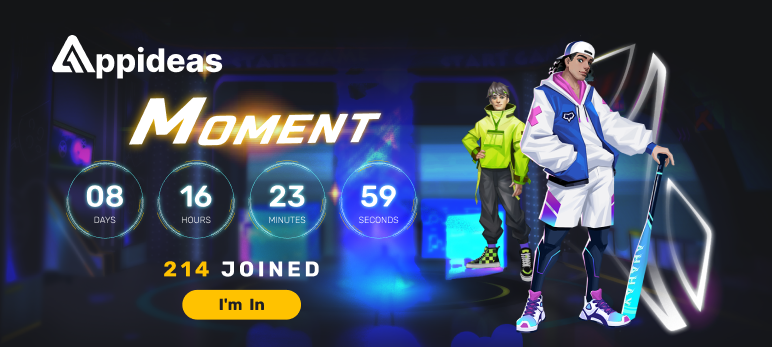 Appideas
MOMENT
08 16 23 59
DAYS HOURS MINUTES SECONDS
214 JOINED
I'm In